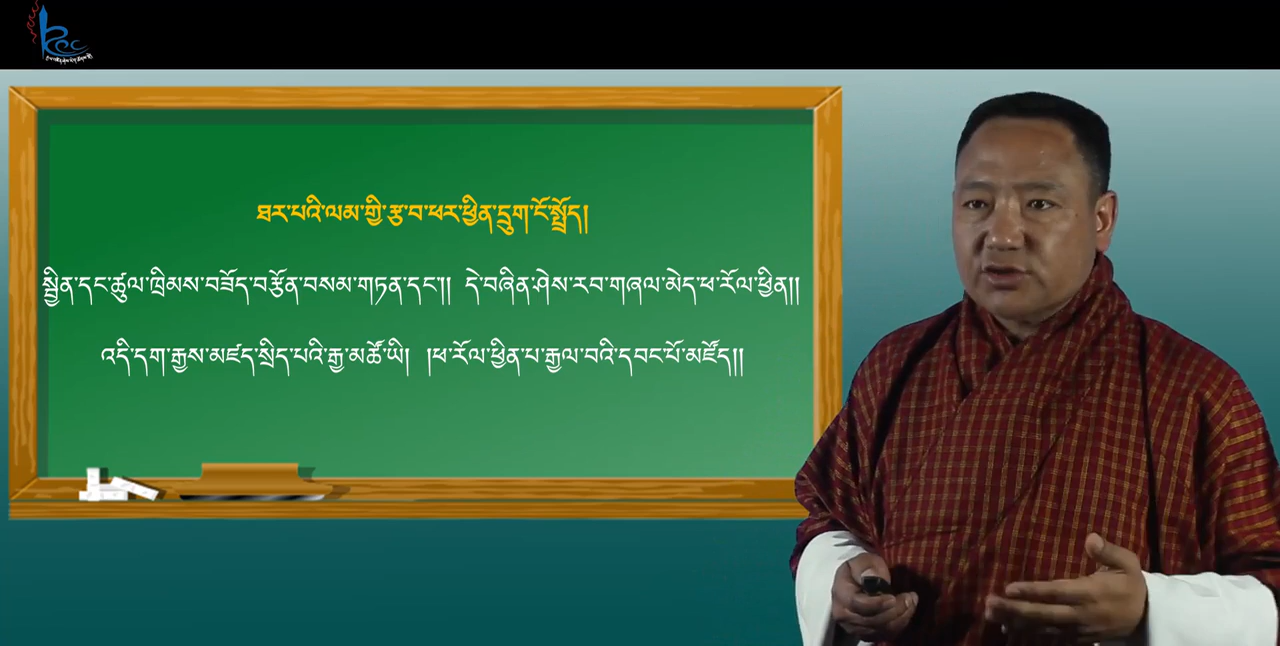 ཐར་པའི་ལམ་གྱི་རྩ་བ་ཕར་ཕྱིན་དྲུག་ངོ་སྤྲོད།
སྦྱིན་དང་ཚུལ་ཁྲིམས་བཟོད་བརྩོན་བསམ་གཏན་དང་།། དེ་བཞིན་ཤེས་རབ་གཞལ་མེད་ཕ་རོལ་ཕྱིན།།
འདི་དག་རྒྱས་མཛད་སྲིད་པའི་རྒྱ་མཚོ་ཡི། །ཕ་རོལ་ཕྱིན་པ་རྒྱལ་བའི་དབང་པོ་མཛོད།།